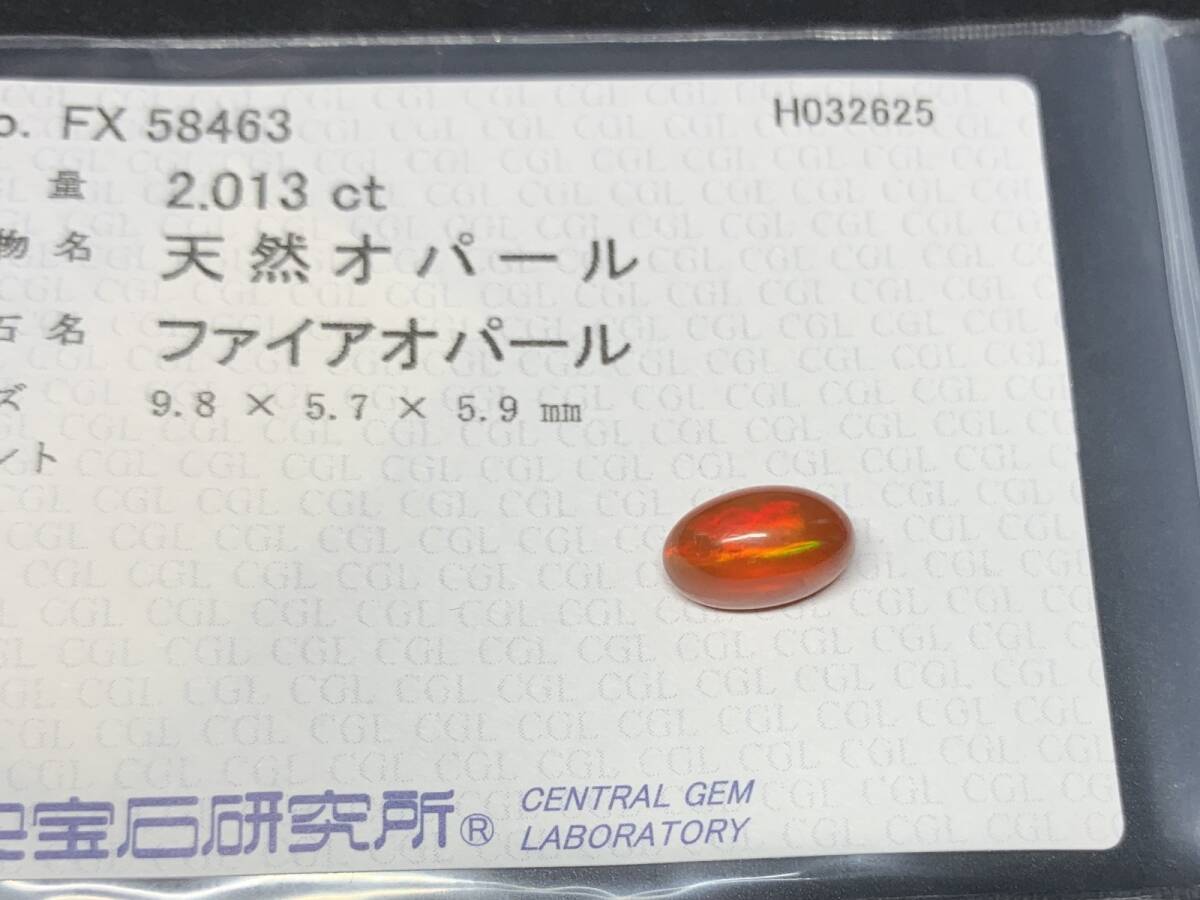 o. FX 58463
H032625
量 2.013 ct
物名 天然オパール
石名 ファイアオパール
ズ 9.8 × 5.7 × 5.9 mm
ント
宝石研究所®
CENTRAL GEM
LABORATORY